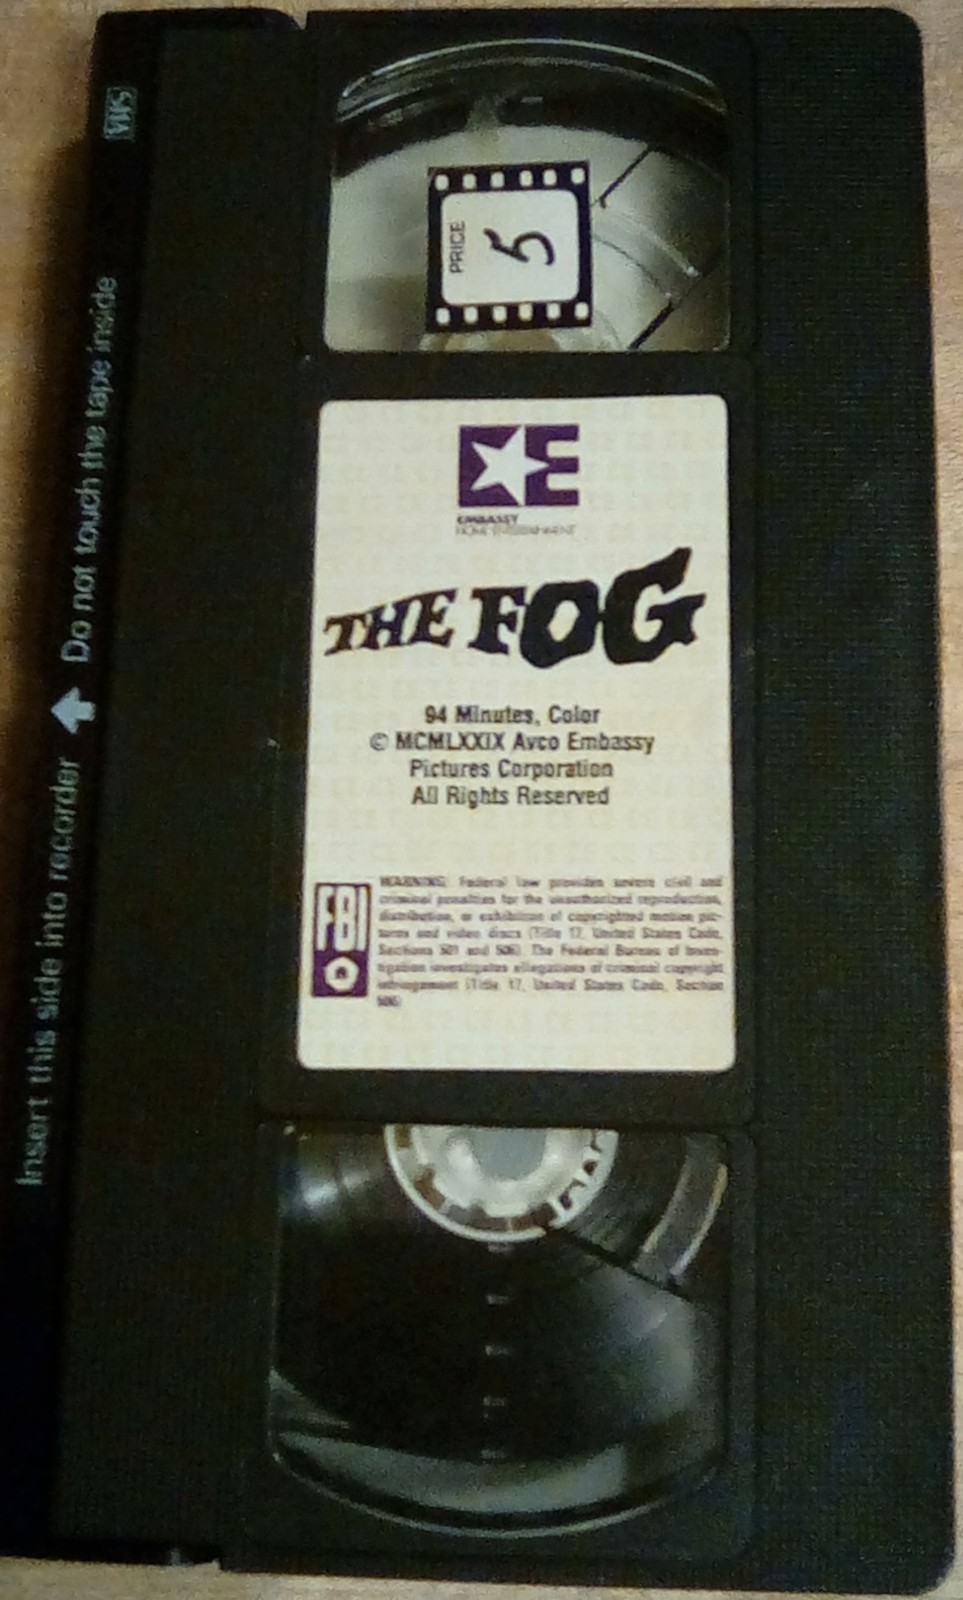 VHS
PRICE
5
EMBASSY
HOME ENTERTAINMENT
THE FOG
94 Minutes, Color
© MCMLXXIX Avco Embassy
Pictures Corporation
All Rights Reserved
FBI
WARNING: Federal law provides severe civil and
criminal penalties for the unauthorized reproduction,
distribution, or exhibition of copyrighted motion pic-
tures and video discs (Title 17, United States Code,
Sections 501 and 506). The Federal Bureau of Inves-
tigation investigates allegations of criminal copyright
infringement (Title 17, United States Code, Section
506)
Insert this side into recorder Do not touch the tape inside